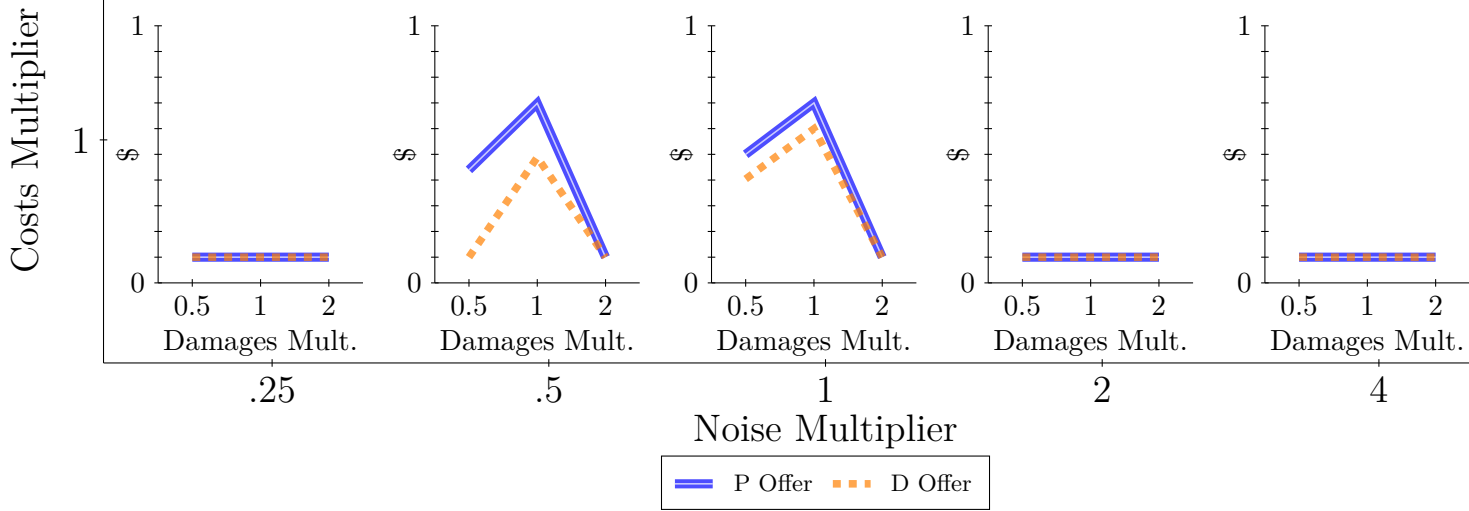 Costs Multiplier
1
1
$
0
0.5 1 2
Damages Mult.
1
$
0
0.5 1 2
Damages Mult.
1
$
0
0.5 1 2
Damages Mult.
1
$
0
0.5 1 2
Damages Mult.
1
$
0
0.5 1 2
Damages Mult.
.25 .5 1 2 4
Noise Multiplier
P Offer D Offer